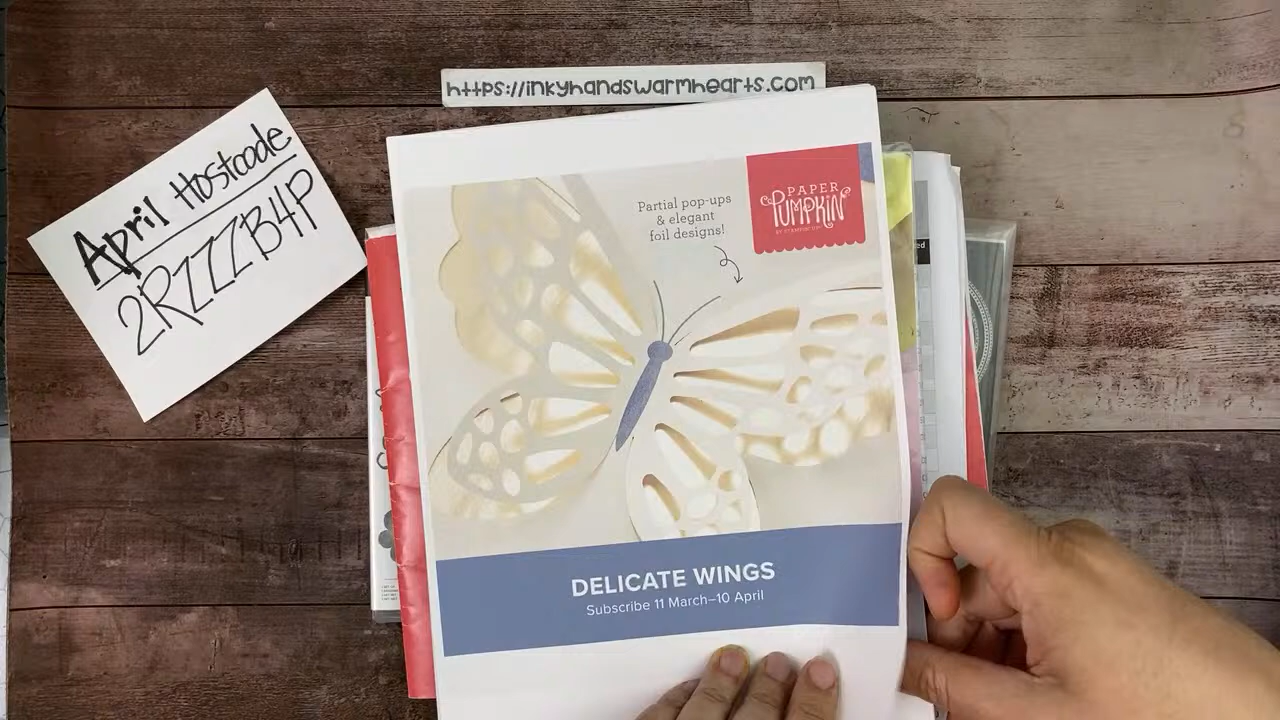 https://inkyhandswarmhearts.com
April Hostcode
2RZZZB4P
Partial pop-ups
& elegant
foil designs!
PAPER
PUMPKIN
BY STAMPIN' UP!
DELICATE WINGS
Subscribe 11 March–10 April